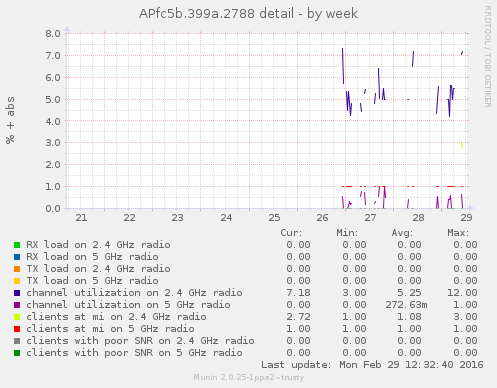 APfc5b.399a.2788 detail - by week
RRDTOOL / TOBI OETIKER
% + abs
8.0
7.0
6.0
5.0
4.0
3.0
2.0
1.0
0.0
21 22 23 24 25 26 27 28 29
Cur: Min: Avg: Max:
RX load on 2.4 GHz radio 0.00 0.00 0.00 0.00
RX load on 5 GHz radio 0.00 0.00 0.00 0.00
TX load on 2.4 GHz radio 0.00 0.00 0.00 0.00
TX load on 5 GHz radio 0.00 0.00 0.00 0.00
channel utilization on 2.4 GHz radio 7.18 3.00 5.25 12.00
channel utilization on 5 GHz radio 0.00 0.00 272.63m 1.00
clients at mi on 2.4 GHz radio 2.72 1.00 1.08 3.00
clients at mi on 5 GHz radio 1.00 1.00 1.00 1.00
clients with poor SNR on 2.4 GHz radio 0.00 0.00 0.00 0.00
clients with poor SNR on 5 GHz radio 0.00 0.00 0.00 0.00
Last update: Mon Feb 29 12:32:40 2016
Munin 2.0.25-1ppa2~trusty